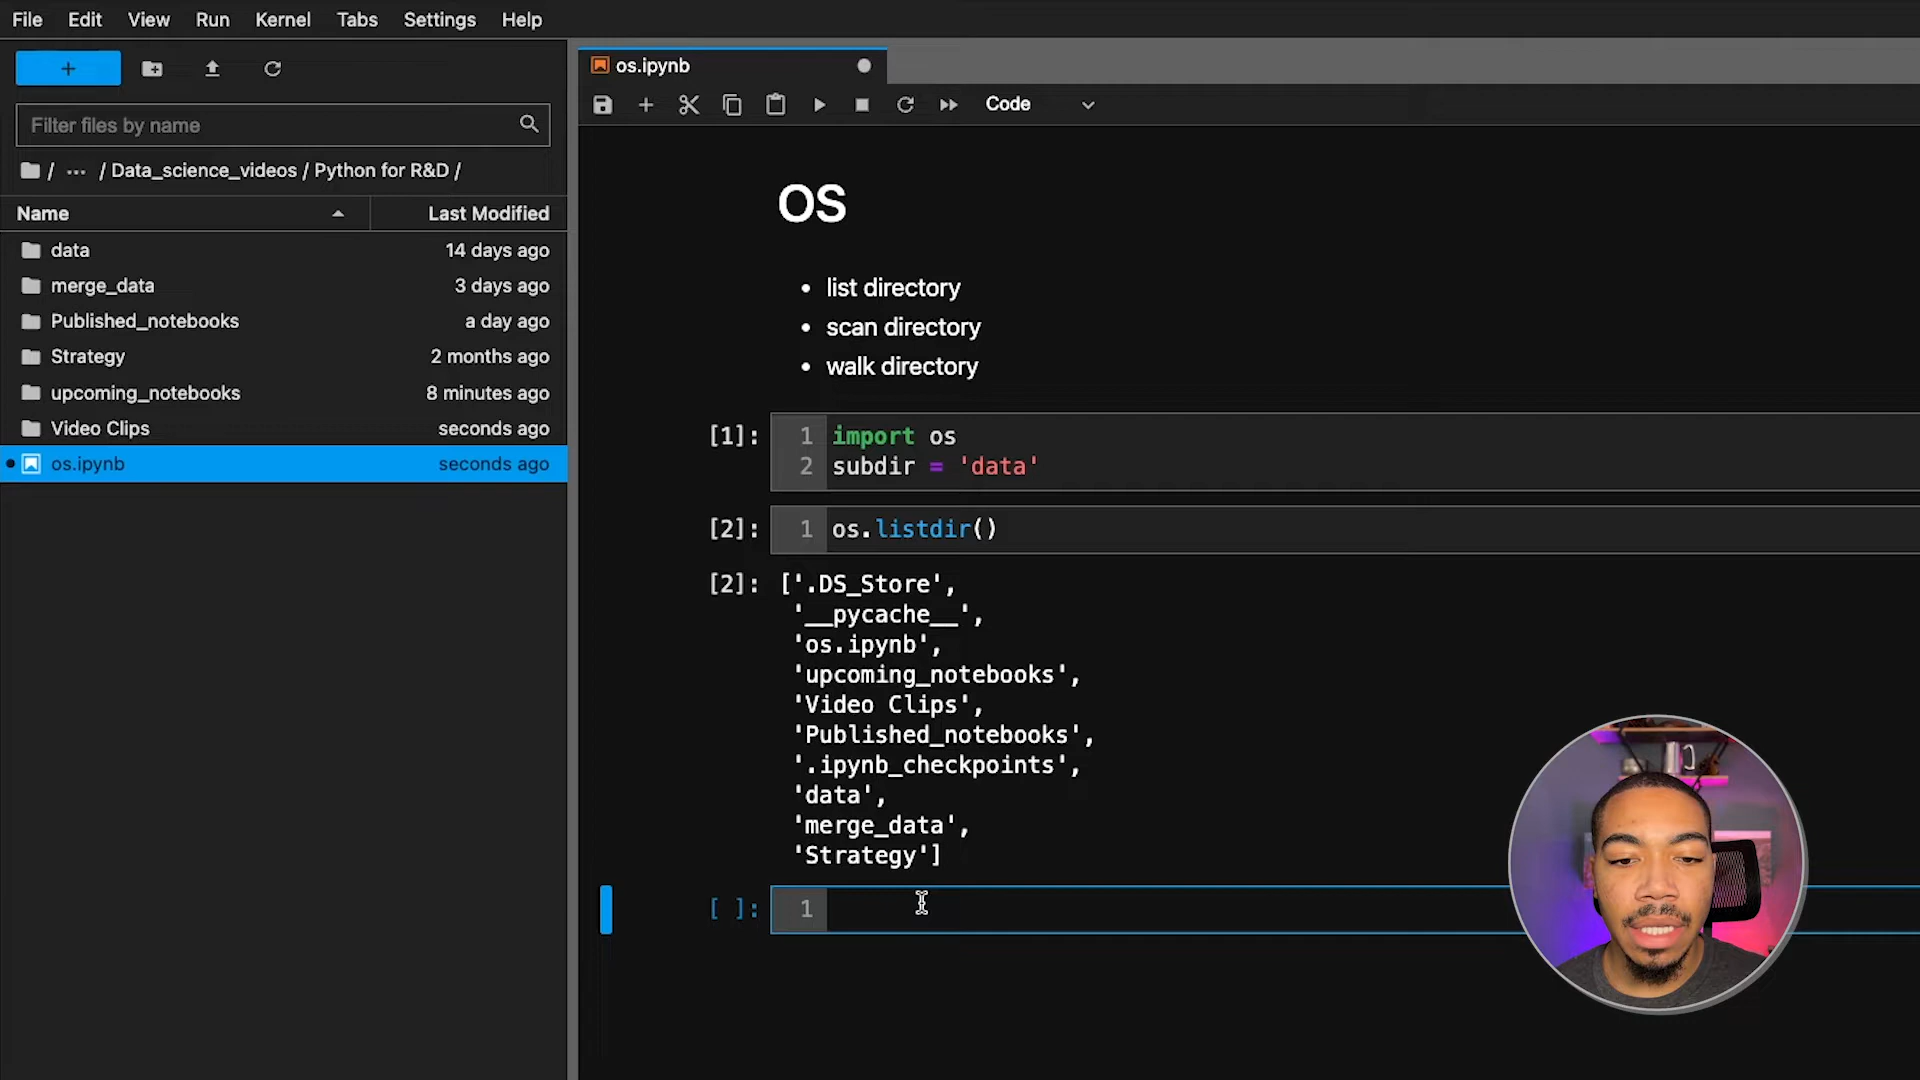 File Edit View Run Kernel Tabs Settings Help
+
Filter files by name
/ ... / Data_science_videos / Python for R&D /
Name Last Modified
data 14 days ago
merge_data 3 days ago
Published_notebooks a day ago
Strategy 2 months ago
upcoming_notebooks 8 minutes ago
Video Clips seconds ago
os.ipynb seconds ago
os.ipynb
Code
OS
• list directory
• scan directory
• walk directory
[1]: 1 import os
2 subdir = 'data'
[2]: 1 os.listdir()
[2]: ['.DS_Store',
'__pycache__',
'os.ipynb',
'upcoming_notebooks',
'Video Clips',
'Published_notebooks',
'.ipynb_checkpoints',
'data',
'merge_data',
'Strategy']
[ ]: 1